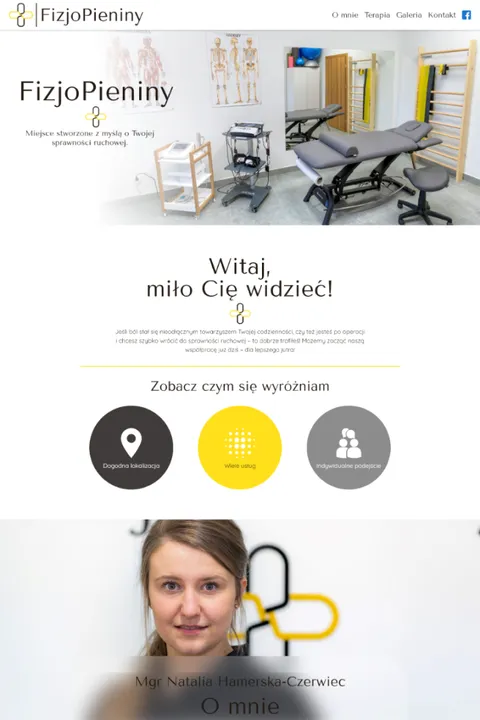 FizjoPieniny
O mnie Terapia Galeria Kontakt
FizjoPieniny
Miejsce stworzone z myślą o Twojej
sprawności ruchowej.
Witaj,
miło Cię widzieć!
Jeśli ból stał się nieodłącznym towarzyszem Twojej codzienności, czy też jesteś po operacji
i chcesz szybko wrócić do sprawności ruchowej – to dobrze trafiłeś! Możemy zacząć naszą
współpracę już dziś – dla lepszego jutra!
Zobacz czym się wyróżniam
Dogodna lokalizacja
Wiele usług
Indywidualne podejście
Mgr Natalia Hamerska-Czerwiec
O mnie